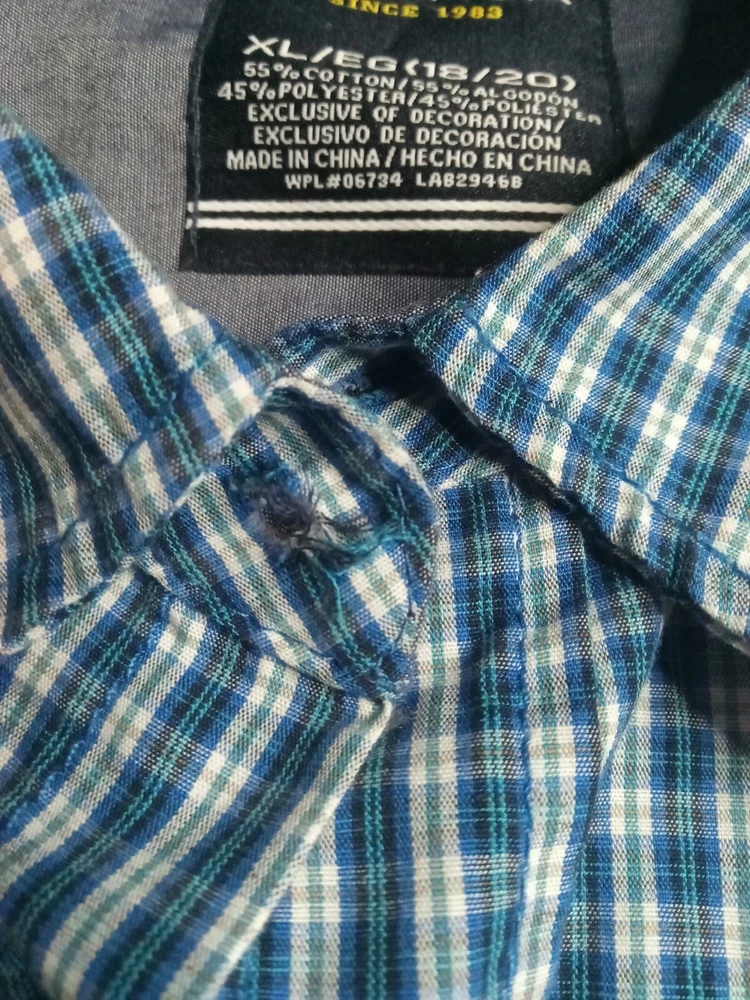 SINCE 1983
XL/EG(18/20)
55%COTTON/55%ALGODÓN
45%POLYESTER/45%POLIÉSTER
EXCLUSIVE OF DECORATION/
EXCLUSIVO DE DECORACIÓN
MADE IN CHINA/HECHO EN CHINA
WPL#06734 LAB2946B